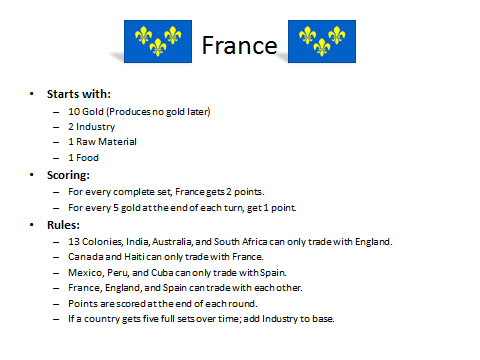 France
• Starts with:
– 10 Gold (Produces no gold later)
– 2 Industry
– 1 Raw Material
– 1 Food
• Scoring:
– For every complete set, France gets 2 points.
– For every 5 gold at the end of each turn, get 1 point.
• Rules:
– 13 Colonies, India, Australia, and South Africa can only trade with England.
– Canada and Haiti can only trade with France.
– Mexico, Peru, and Cuba can only trade with Spain.
– France, England, and Spain can trade with each other.
– Points are scored at the end of each round.
– If a country gets five full sets over time; add Industry to base.